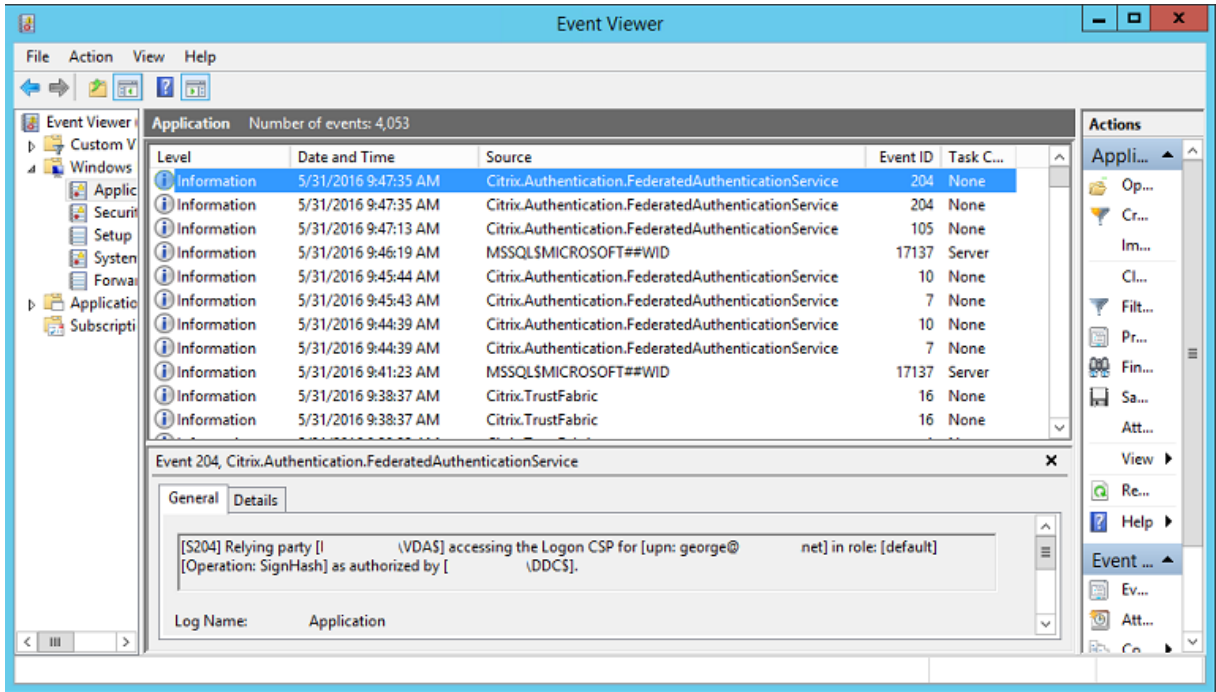 Event Viewer
File Action View Help
Event Viewer
Custom V
Windows
Applic
Securit
Setup
System
Forwar
Applicatio
Subscripti
Application Number of events: 4,053
Level Date and Time Source Event ID Task C...
Information 5/31/2016 9:47:35 AM Citrix.Authentication.FederatedAuthenticationService 204 None
Information 5/31/2016 9:47:35 AM Citrix.Authentication.FederatedAuthenticationService 204 None
Information 5/31/2016 9:47:13 AM Citrix.Authentication.FederatedAuthenticationService 105 None
Information 5/31/2016 9:46:19 AM MSSQL$MICROSOFT##WID 17137 Server
Information 5/31/2016 9:45:44 AM Citrix.Authentication.FederatedAuthenticationService 10 None
Information 5/31/2016 9:45:43 AM Citrix.Authentication.FederatedAuthenticationService 7 None
Information 5/31/2016 9:44:39 AM Citrix.Authentication.FederatedAuthenticationService 10 None
Information 5/31/2016 9:44:39 AM Citrix.Authentication.FederatedAuthenticationService 7 None
Information 5/31/2016 9:41:23 AM MSSQL$MICROSOFT##WID 17137 Server
Information 5/31/2016 9:38:37 AM Citrix.TrustFabric 16 None
Information 5/31/2016 9:38:37 AM Citrix.TrustFabric 16 None
Event 204, Citrix.Authentication.FederatedAuthenticationService
General Details
[S204] Relying party [ \VDA$] accessing the Logon CSP for [upn: george@ net] in role: [default]
[Operation: SignHash] as authorized by [ \DDC$].
Log Name: Application
Actions
Appli...
Op...
Cr...
Im...
Cl...
Filt...
Pr...
Fin...
Sa...
Att...
View
Re...
Help
Event ...
Ev...
Att...
Co...